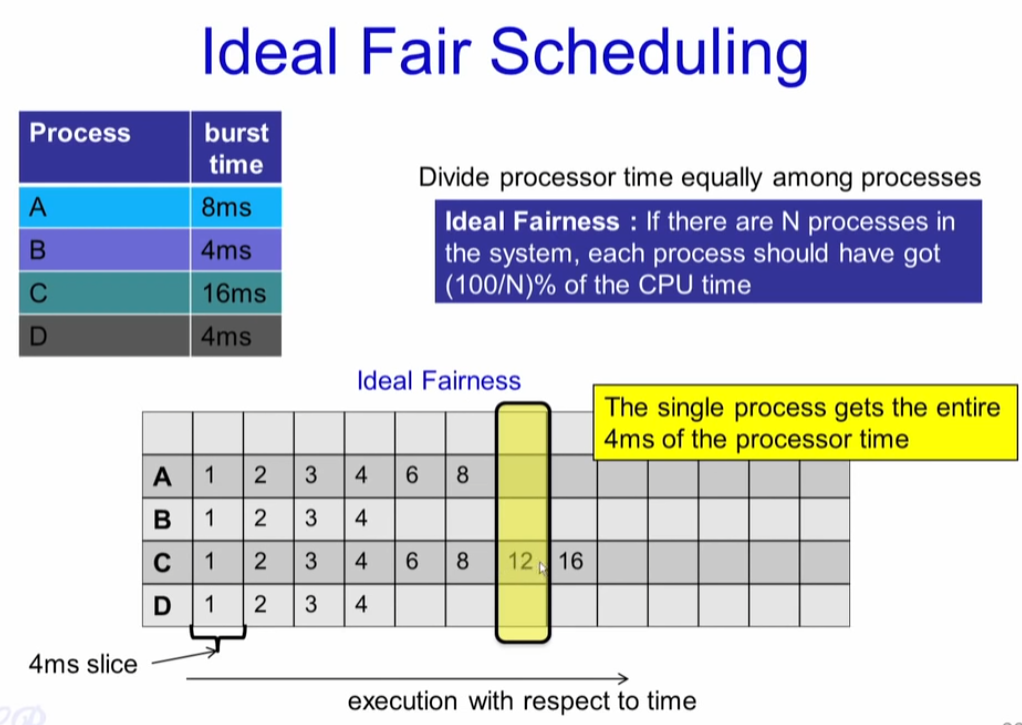 Ideal Fair Scheduling
Process burst
time
A 8ms
B 4ms
C 16ms
D 4ms
Divide processor time equally among processes
Ideal Fairness : If there are N processes in
the system, each process should have got
(100/N)% of the CPU time
Ideal Fairness
The single process gets the entire
4ms of the processor time
A 1 2 3 4 6 8
B 1 2 3 4
C 1 2 3 4 6 8 12 16
D 1 2 3 4
4ms slice
execution with respect to time